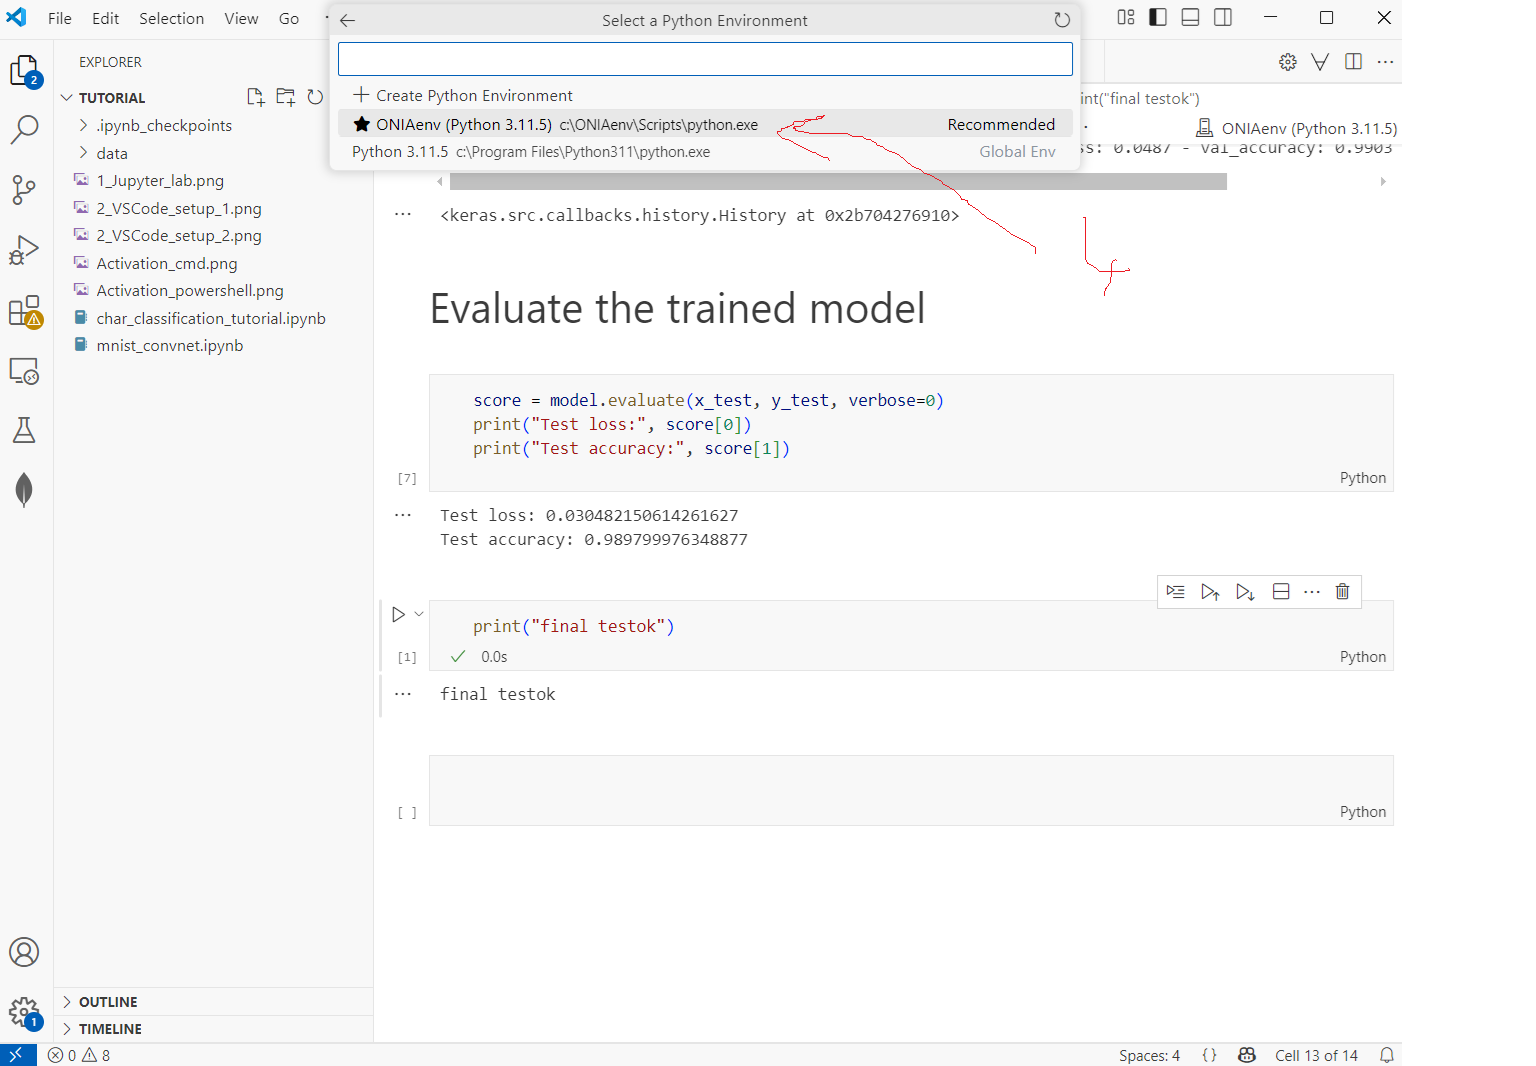 File Edit Selection View Go
Select a Python Environment
Create Python Environment
ONIAenv (Python 3.11.5) c:\ONIAenv\Scripts\python.exe Recommended
Python 3.11.5 c:\Program Files\Python311\python.exe Global Env
EXPLORER
TUTORIAL
.ipynb_checkpoints
data
1_Jupyter_lab.png
2_VSCode_setup_1.png
2_VSCode_setup_2.png
Activation_cmd.png
Activation_powershell.png
char_classification_tutorial.ipynb
mnist_convnet.ipynb
OUTLINE
TIMELINE
int("final testok")
ONIAenv (Python 3.11.5)
ss: 0.0487 - val_accuracy: 0.9903
<keras.src.callbacks.history.History at 0x2b704276910>
4
Evaluate the trained model
score = model.evaluate(x_test, y_test, verbose=0)
print("Test loss:", score[0])
print("Test accuracy:", score[1])
[7]
Python
Test loss: 0.030482150614261627
Test accuracy: 0.989799976348877
print("final testok")
[1]
0.0s
Python
final testok
[ ]
Python
2
1
0 8
Spaces: 4 {} Cell 13 of 14